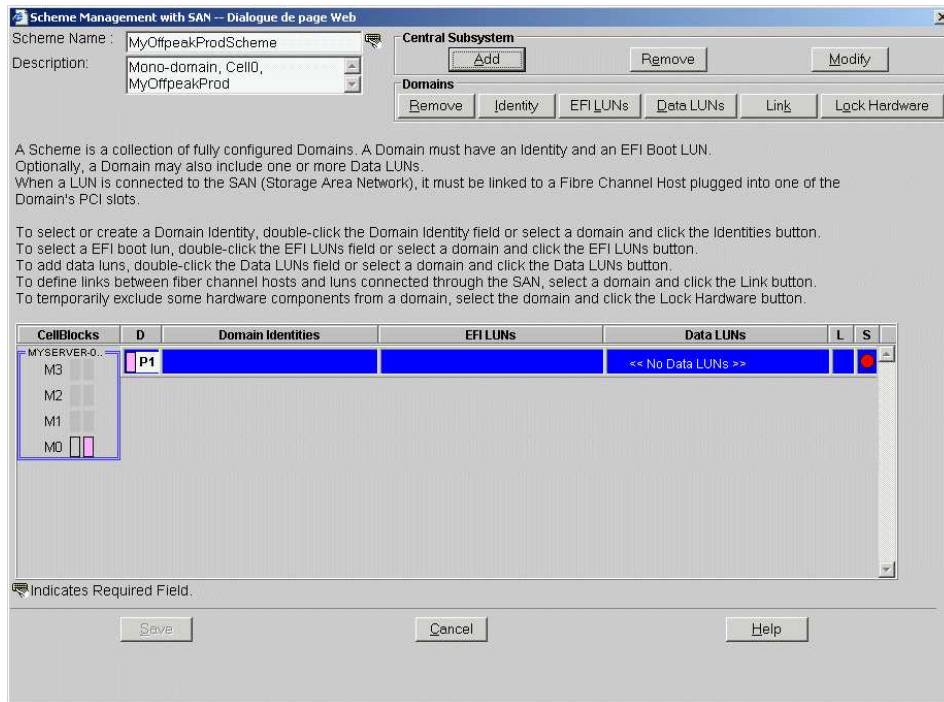 Scheme Management with SAN -- Dialogue de page Web
Scheme Name : MyOffpeakProdScheme
Description: Mono-domain, Cell0,
MyOffpeakProd
Central Subsystem
Add Remove Modify
Domains
Remove Identity EFI LUNs Data LUNs Link Lock Hardware
A Scheme is a collection of fully configured Domains. A Domain must have an Identity and an EFI Boot LUN.
Optionally, a Domain may also include one or more Data LUNs.
When a LUN is connected to the SAN (Storage Area Network), it must be linked to a Fibre Channel Host plugged into one of the
Domain's PCI slots.
To select or create a Domain Identity, double-click the Domain Identity field or select a domain and click the Identities button.
To select a EFI boot lun, double-click the EFI LUNs field or select a domain and click the EFI LUNs button.
To add data luns, double-click the Data LUNs field or select a domain and click the Data LUNs button.
To define links between fiber channel hosts and luns connected through the SAN, select a domain and click the Link button.
To temporarily exclude some hardware components from a domain, select the domain and click the Lock Hardware button.
CellBlocks D Domain Identities EFI LUNs Data LUNs L S
MYSERVER-0..
P1 << No Data LUNs >>
M3
M2
M1
M0
Indicates Required Field.
Save Cancel Help